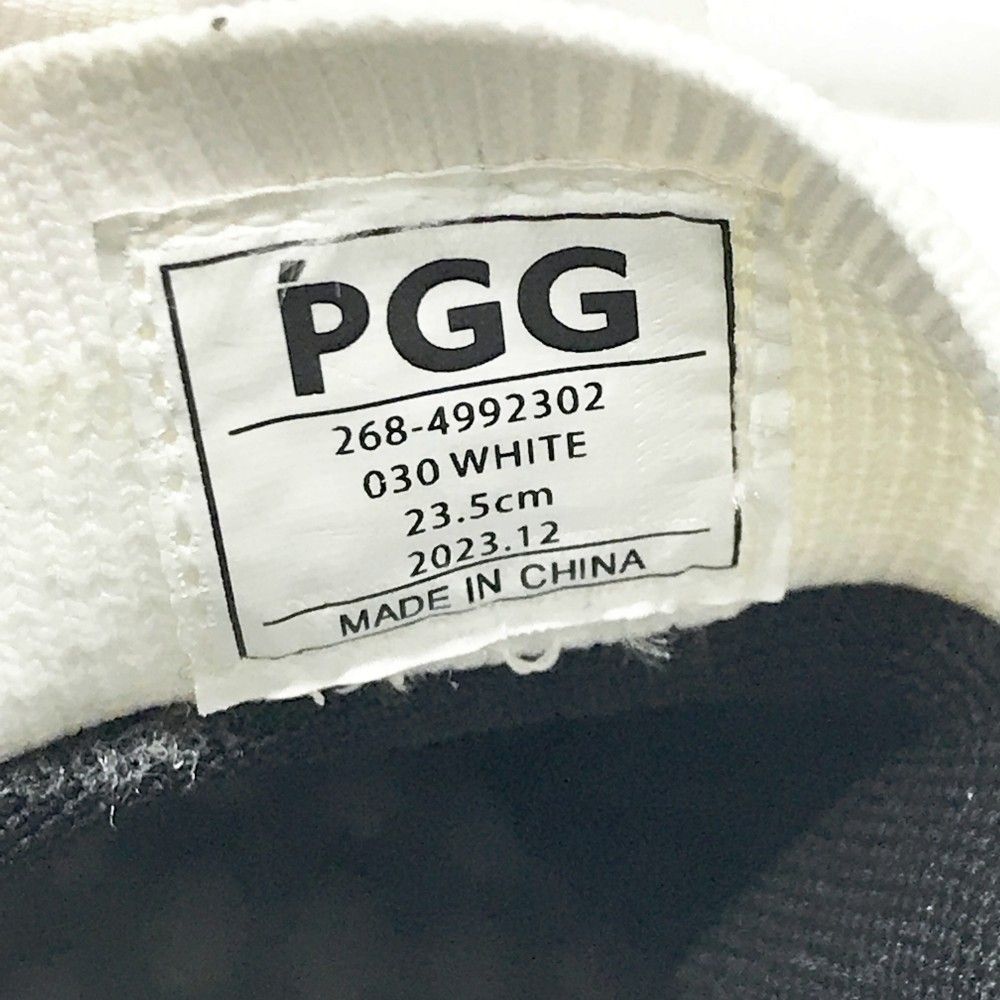 PGG
268-4992302
030 WHITE
23.5cm
2023.12
MADE IN CHINA